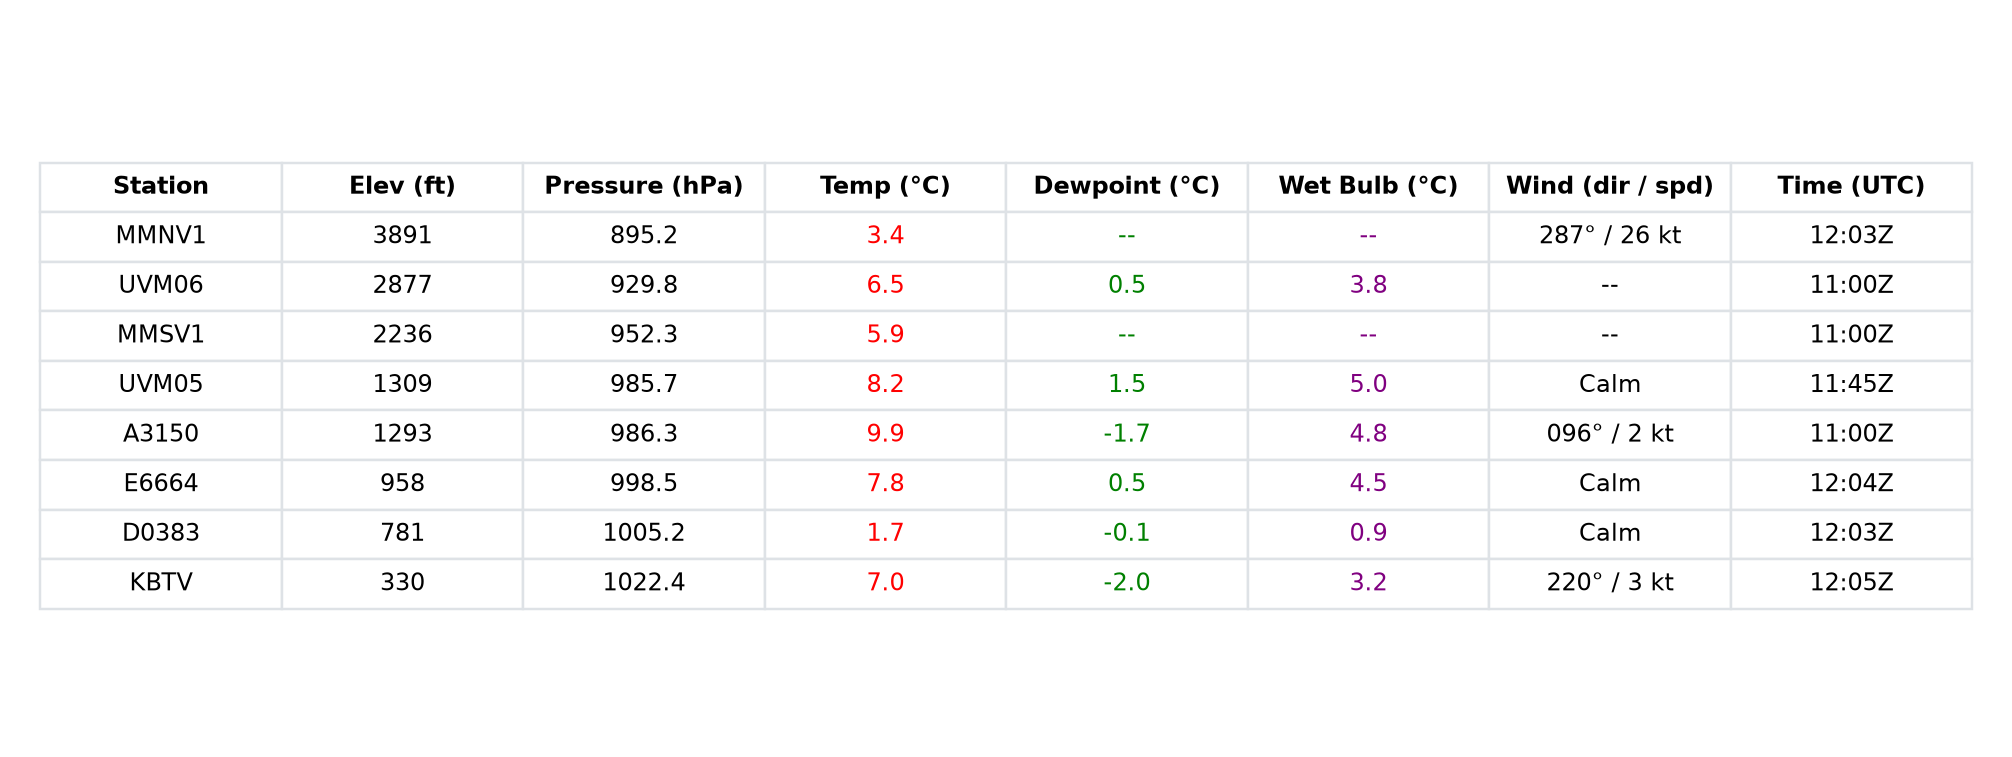 Station Elev (ft) Pressure (hPa) Temp (°C) Dewpoint (°C) Wet Bulb (°C) Wind (dir / spd) Time (UTC)
MMNV1 3891 895.2 3.4 -- -- 287° / 26 kt 12:03Z
UVM06 2877 929.8 6.5 0.5 3.8 -- 11:00Z
MMSV1 2236 952.3 5.9 -- -- -- 11:00Z
UVM05 1309 985.7 8.2 1.5 5.0 Calm 11:45Z
A3150 1293 986.3 9.9 -1.7 4.8 096° / 2 kt 11:00Z
E6664 958 998.5 7.8 0.5 4.5 Calm 12:04Z
D0383 781 1005.2 1.7 -0.1 0.9 Calm 12:03Z
KBTV 330 1022.4 7.0 -2.0 3.2 220° / 3 kt 12:05Z